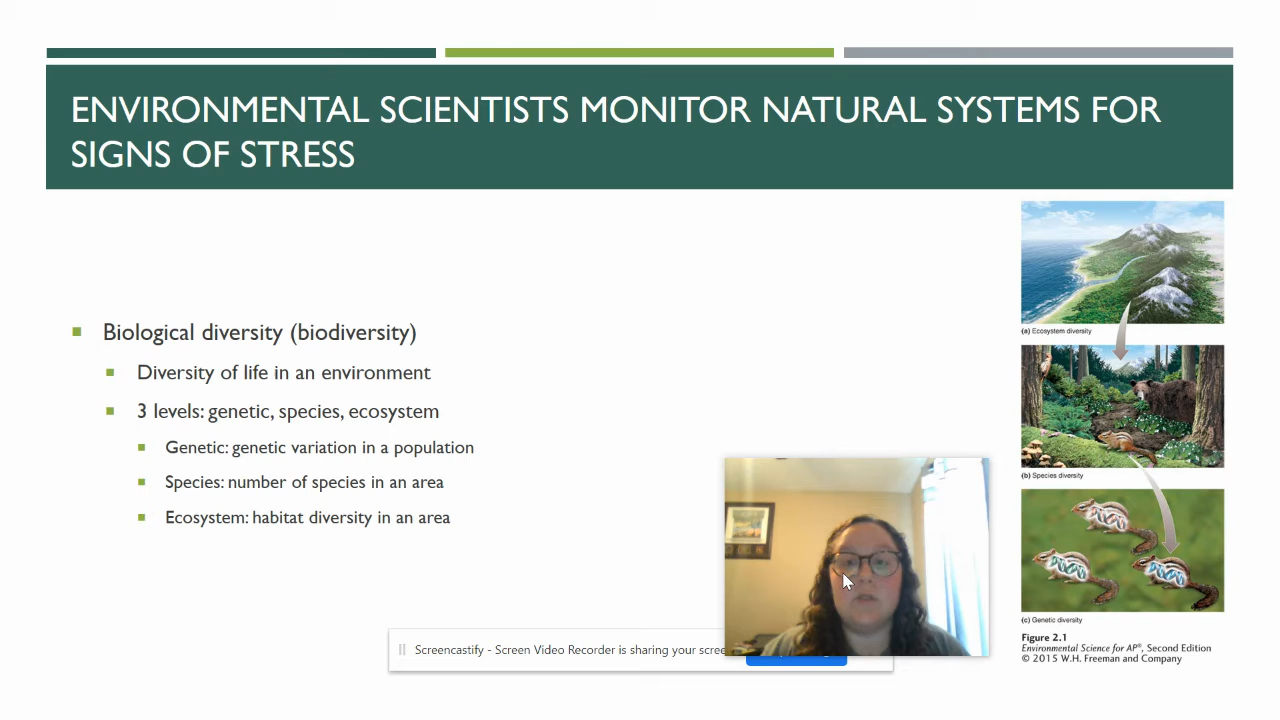 ENVIRONMENTAL SCIENTISTS MONITOR NATURAL SYSTEMS FOR
SIGNS OF STRESS
Biological diversity (biodiversity)
Diversity of life in an environment
3 levels: genetic, species, ecosystem
Genetic: genetic variation in a population
Species: number of species in an area
Ecosystem: habitat diversity in an area
(a) Ecosystem diversity
(b) Species diversity
(c) Genetic diversity
Figure 2.1
Environmental Science for AP®, Second Edition
© 2015 W.H. Freeman and Company
Screencastify - Screen Video Recorder is sharing your